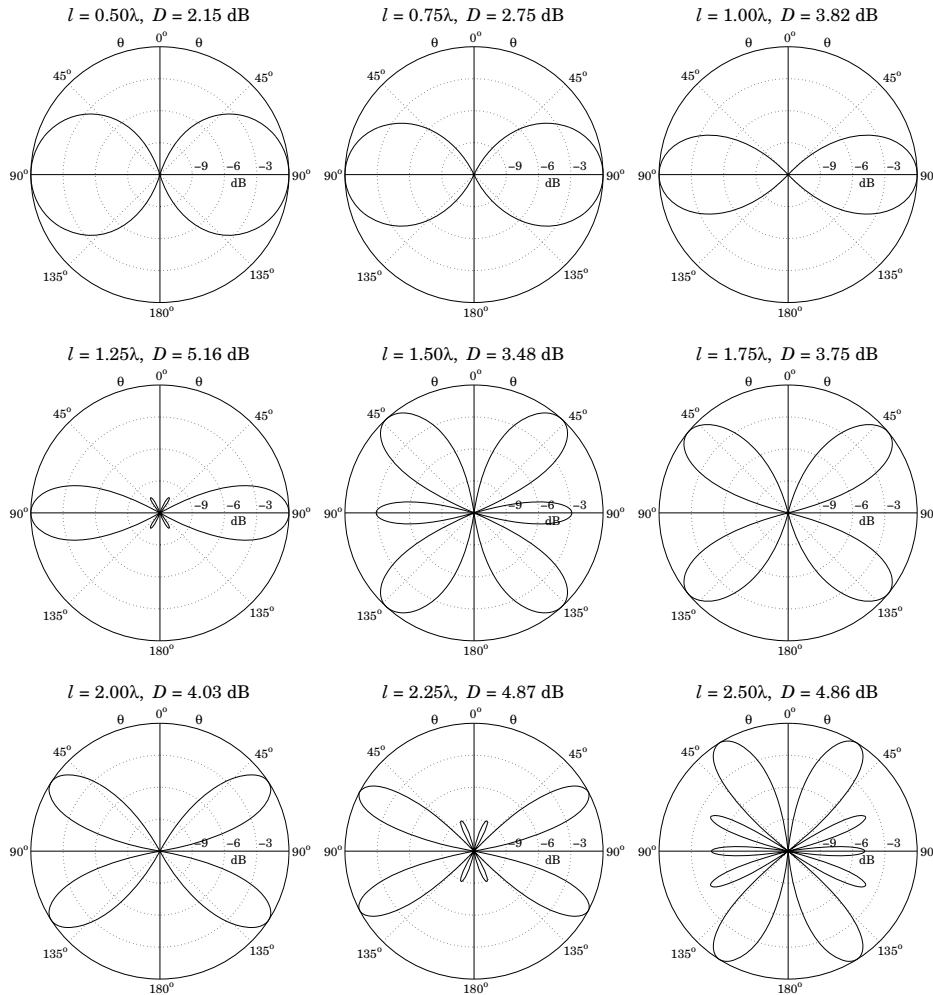 l = 0.50λ, D = 2.15 dB
l = 0.75λ, D = 2.75 dB
l = 1.00λ, D = 3.82 dB
θ 0° θ
θ 0° θ
θ 0° θ
45° 45°
45° 45°
45° 45°
90° −9 −6 −3 90°
90° −9 −6 −3 90°
90° −9 −6 −3 90
dB
dB
dB
135° 135°
135° 135°
135° 135°
180°
180°
180°
l = 1.25λ, D = 5.16 dB
l = 1.50λ, D = 3.48 dB
l = 1.75λ, D = 3.75 dB
θ 0° θ
θ 0° θ
θ 0° θ
45° 45°
45° 45°
45° 45°
90° −9 −6 −3 90°
90° −9 −6 −3 90°
90° −9 −6 −3 90
dB
dB
dB
135° 135°
135° 135°
135° 135°
180°
180°
180°
l = 2.00λ, D = 4.03 dB
l = 2.25λ, D = 4.87 dB
l = 2.50λ, D = 4.86 dB
θ 0° θ
θ 0° θ
θ 0° θ
45° 45°
45° 45°
45° 45°
90° −9 −6 −3 90°
90° −9 −6 −3 90°
90° −9 −6 −3 90
dB
dB
dB
135° 135°
135° 135°
135° 135°
180°
180°
180°